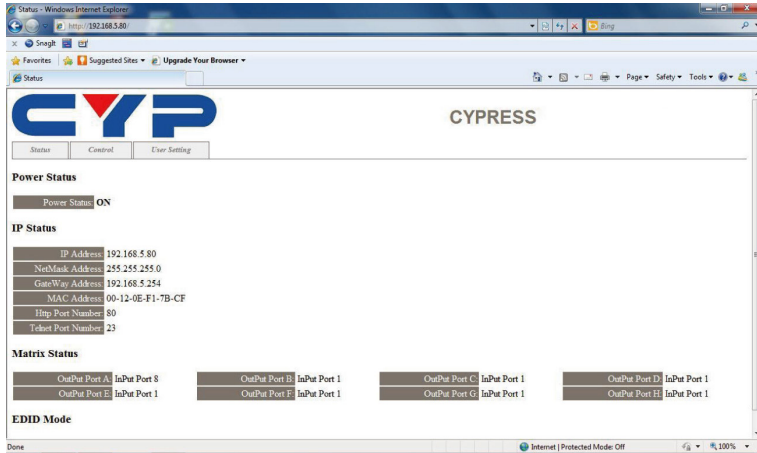 Status - Windows Internet Explorer
http://192.168.5.80/
Bing
x Snagit
Favorites Suggested Sites Upgrade Your Browser
Status
Page Safety Tools
CYP
CYPRESS
Status Control User Setting
Power Status
Power Status: ON
IP Status
IP Address: 192.168.5.80
NetMask Address: 255.255.255.0
GateWay Address: 192.168.5.254
MAC Address: 00-12-0E-F1-7B-CF
Http Port Number: 80
Telnet Port Number: 23
Matrix Status
OutPut Port A: InPut Port 8 OutPut Port B: InPut Port 1 OutPut Port C: InPut Port 1 OutPut Port D: InPut Port 1
OutPut Port E: InPut Port 1 OutPut Port F: InPut Port 1 OutPut Port G: InPut Port 1 OutPut Port H: InPut Port 1
EDID Mode
Done
Internet | Protected Mode: Off
100%